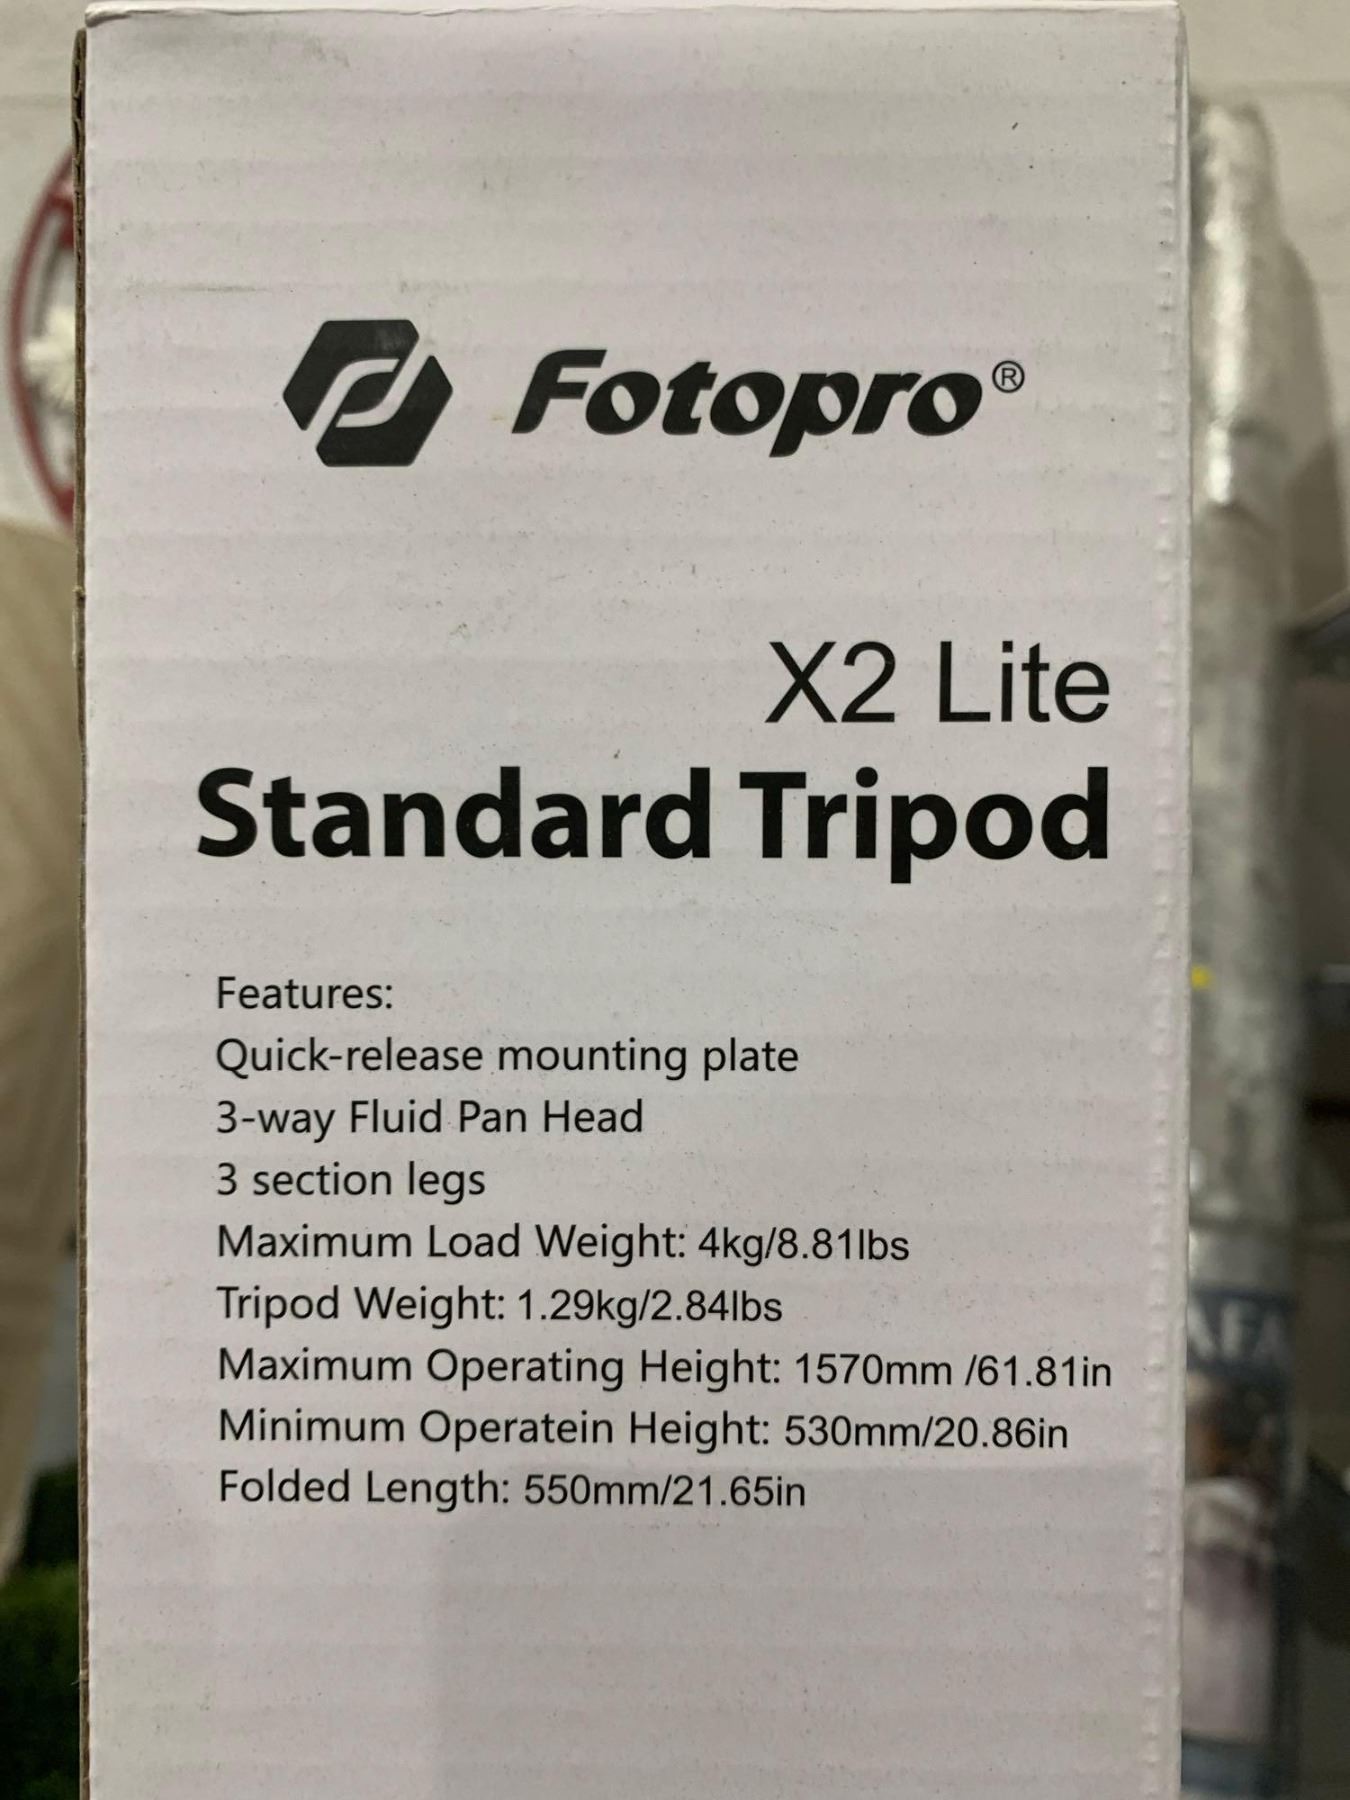 Fotopro®
X2 Lite
Standard Tripod
Features:
Quick-release mounting plate
3-way Fluid Pan Head
3 section legs
Maximum Load Weight: 4kg/8.81lbs
Tripod Weight: 1.29kg/2.84lbs
Maximum Operating Height: 1570mm /61.81in
Minimum Operatein Height: 530mm/20.86in
Folded Length: 550mm/21.65in